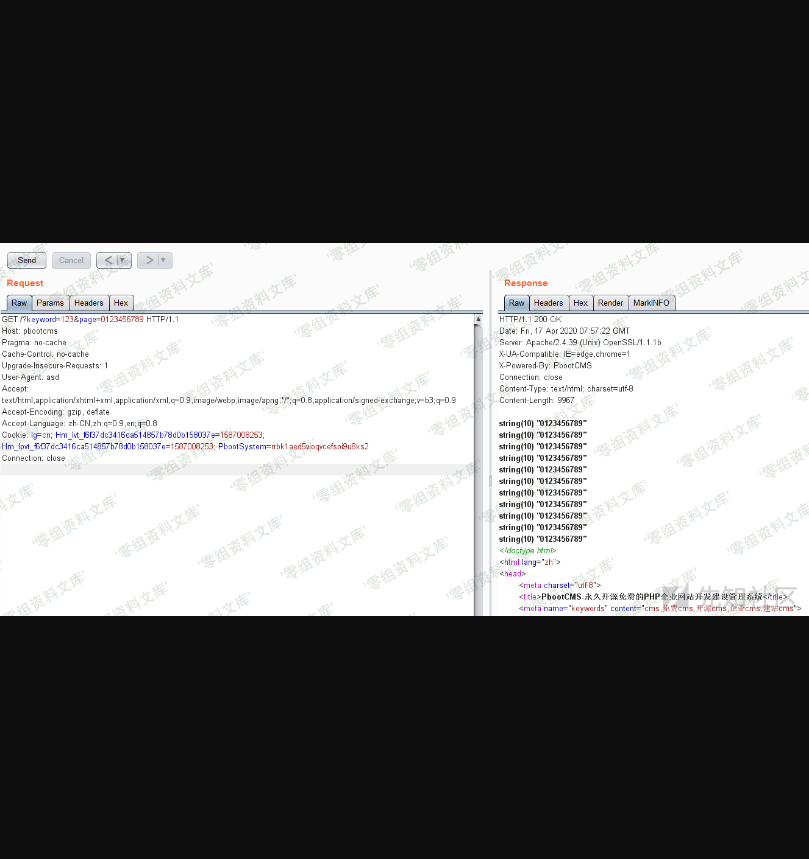 Send Cancel < ▼ > ▼
Request
Raw Params Headers Hex
GET /?keyword=123&page=0123456789 HTTP/1.1
Host: pbootcms
Pragma: no-cache
Cache-Control: no-cache
Upgrade-Insecure-Requests: 1
User-Agent: asd
Accept:
text/html,application/xhtml+xml,application/xml;q=0.9,image/webp,image/apng,*/*;q=0.8,application/signed-exchange;v=b3;q=0.9
Accept-Encoding: gzip, deflate
Accept-Language: zh-CN,zh;q=0.9,en;q=0.8
Cookie: lg=cn; Hm_lvt_f6f37dc3416ca514857b78d0b158037e=1587008253;
Hm_lpvt_f6f37dc3416ca514857b78d0b158037e=1587008253; PbootSystem=rrbk1aed5vioqvcefsoi9u8ks2
Connection: close
Response
Raw Headers Hex Render MarkINFO
HTTP/1.1 200 OK
Date: Fri, 17 Apr 2020 07:57:22 GMT
Server: Apache/2.4.39 (Unix) OpenSSL/1.1.1b
X-UA-Compatible: IE=edge,chrome=1
X-Powered-By: PbootCMS
Connection: close
Content-Type: text/html; charset=utf-8
Content-Length: 9967
string(10) "0123456789"
string(10) "0123456789"
string(10) "0123456789"
string(10) "0123456789"
string(10) "0123456789"
string(10) "0123456789"
string(10) "0123456789"
string(10) "0123456789"
string(10) "0123456789"
string(10) "0123456789"
string(10) "0123456789"
<!doctype html>
<html lang="zh">
<head>
<meta charset="utf-8">
<title>PbootCMS-永久开源免费的PHP企业网站开发建设管理系统</title>
<meta name="keywords" content="cms,免费cms,开源cms,企业cms,建站cms">
零组资料文库
先知社区